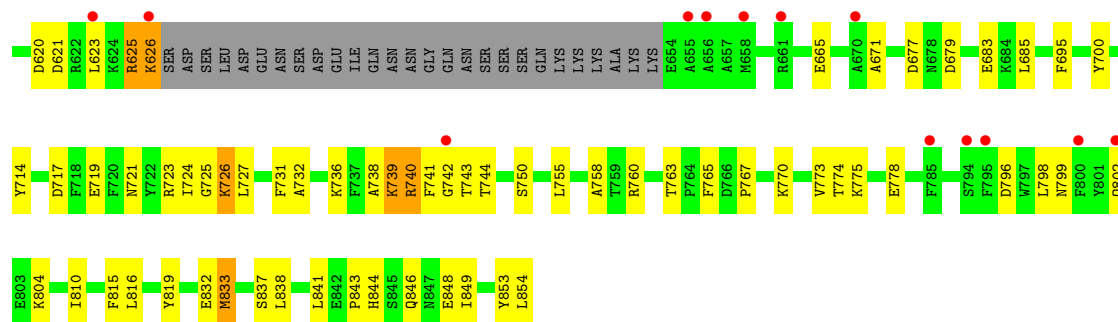 D620 D621 R622 L623 K624 R625 K626 SER ASP SER LEU ASP GLU ASN SER ASP GLU ILE GLN ASN ASN GLY GLN ASN SER SER SER GLN LYS LYS LYS ALA LYS LYS E654 A655 A656 A657 M658 R661 E665 A670 A671 D677 N678 D679 E683 K684 L685 F695 Y700
Y714 D717 F718 E719 F720 N721 Y722 R723 I724 G725 K726 L727 F731 A732 K736 F737 A738 K739 R740 F741 G742 T743 T744 S750 L755 A758 T759 R760 T763 P764 F765 D766 P767 K770 V773 T774 K775 E778 F785 S794 F795 D796 W797 L798 N799 F800 Y801 Q802
E803 K804 I810 F815 L816 Y819 E832 M833 S837 L838 L841 E842 P843 H844 S845 Q846 N847 E848 I849 Y853 L854